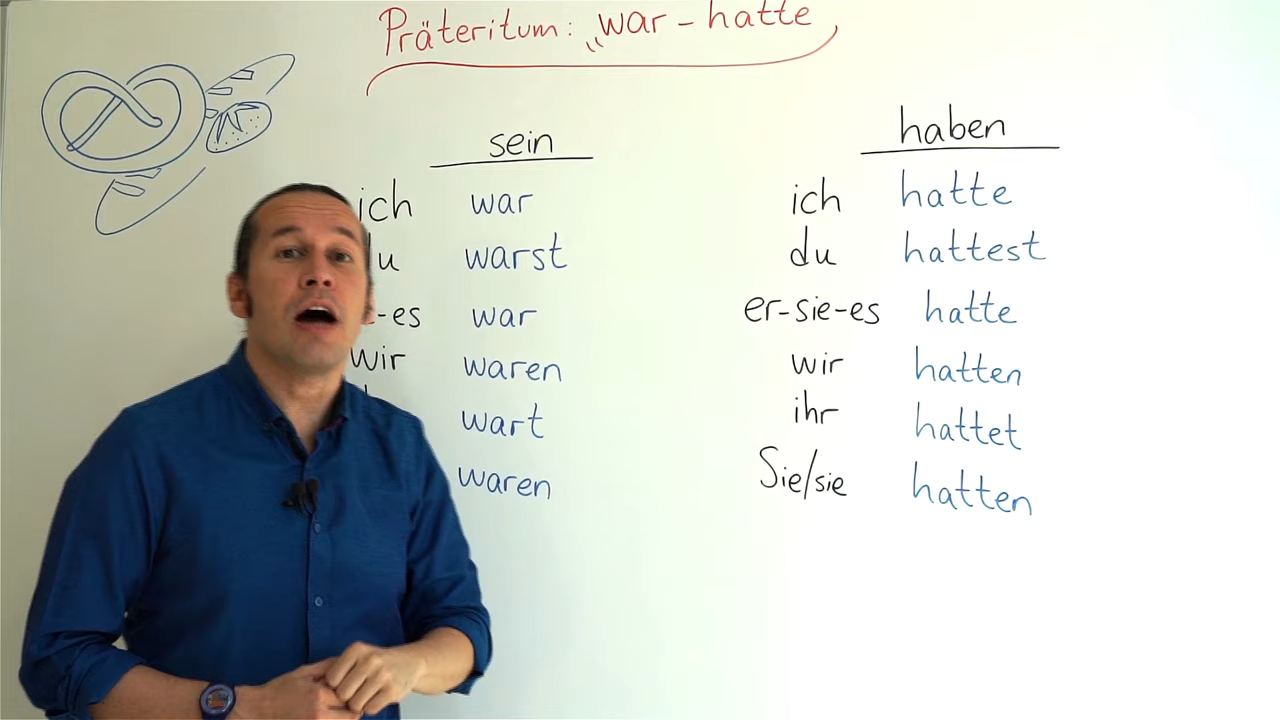 Präteritum: „war - hatte
sein
ich war
warst
-es war
wir waren
wart
waren
haben
ich hatte
du hattest
er-sie-es hatte
wir hatten
ihr hattet
Sie/sie hatten